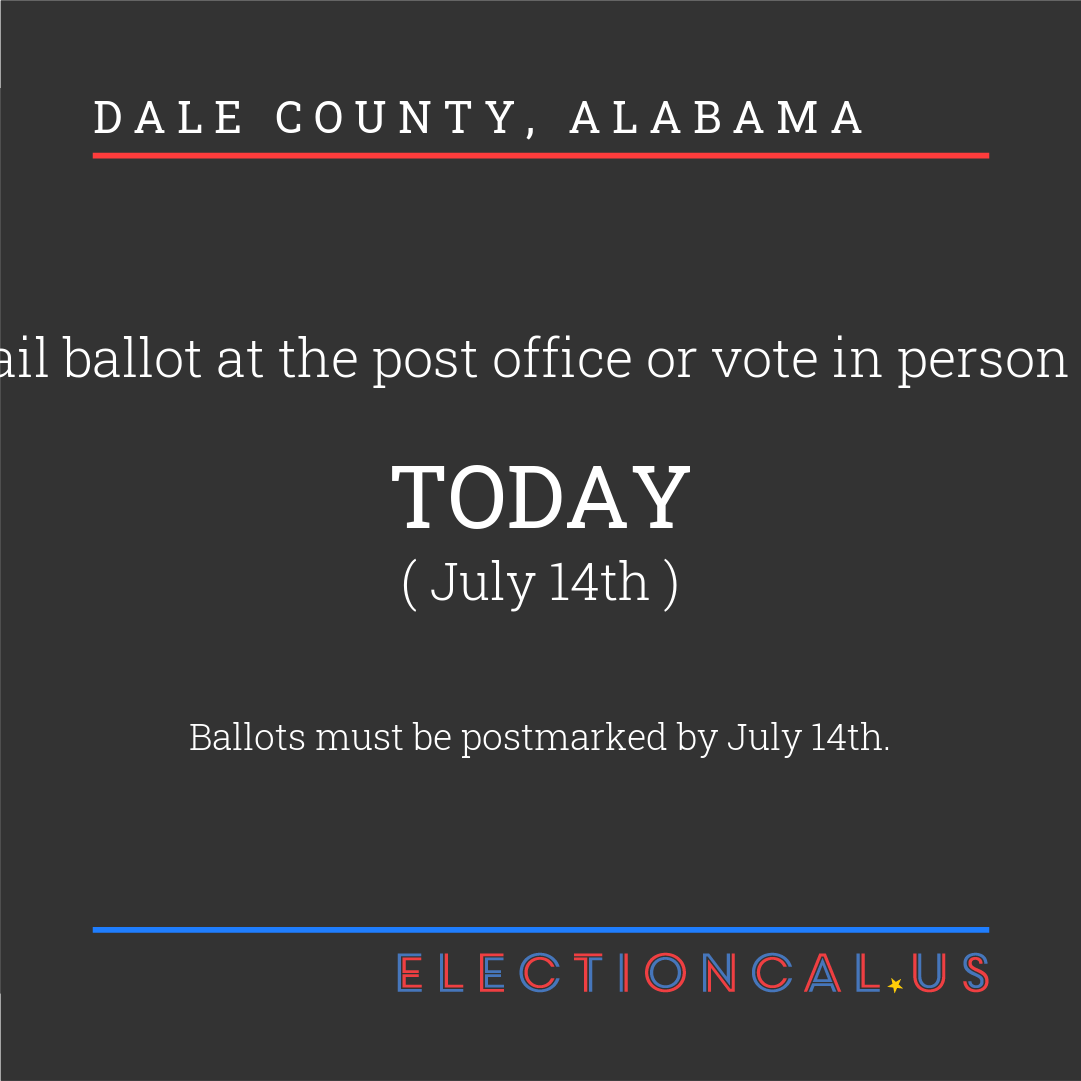 DALE COUNTY, ALABAMA
ail ballot at the post office or vote in person
TODAY
( July 14th )
Ballots must be postmarked by July 14th.
ELECTIONCAL.US